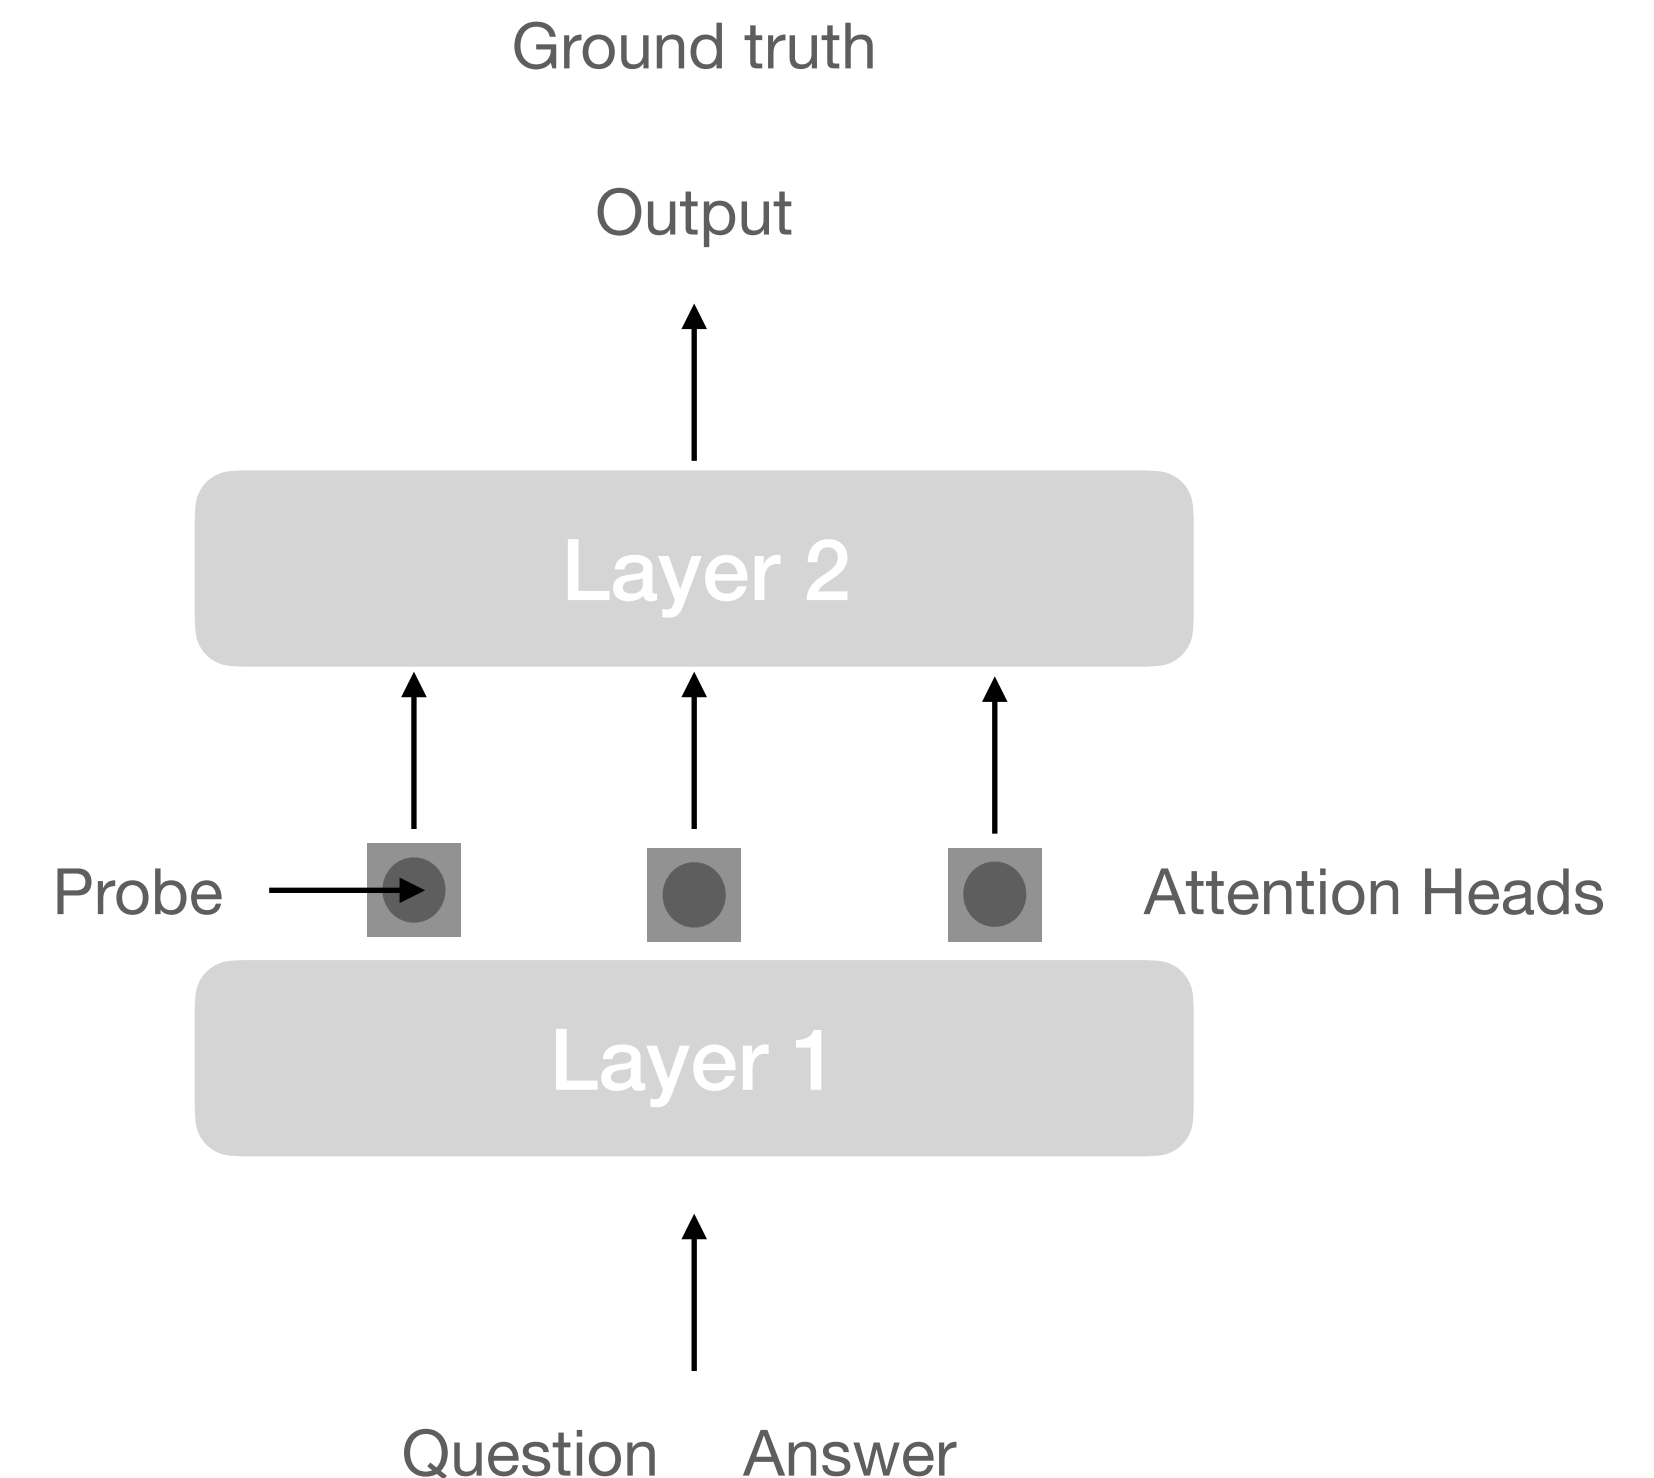 Ground truth
Output
Layer 2
Probe
Attention Heads
Layer 1
Question Answer